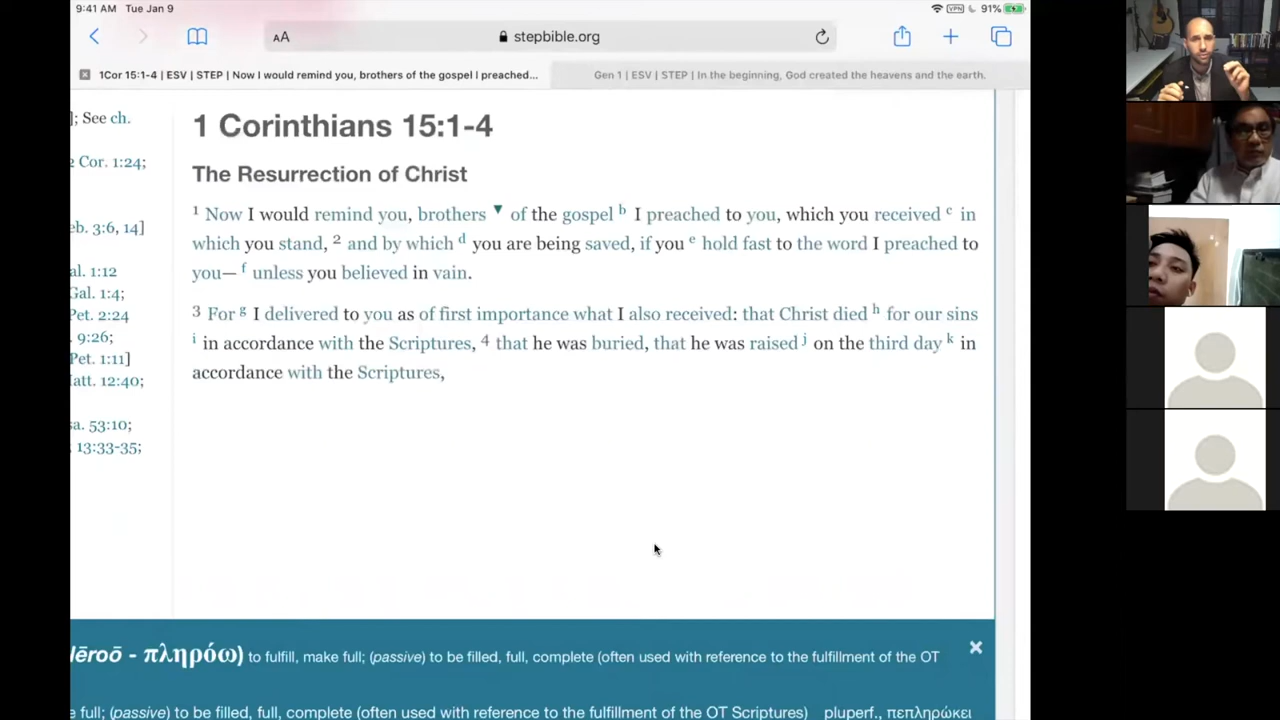 9:41 AM Tue Jan 9
VPN
91%
AA
stepbible.org
1Cor 15:1-4 | ESV | STEP | Now I would remind you, brothers of the gospel I preached...
Gen 1 | ESV | STEP | In the beginning, God created the heavens and the earth.
]; See ch.
Cor. 1:24;
eb. 3:6, 14]
al. 1:12
Gal. 1:4;
Pet. 2:24
9:26;
Pet. 1:11]
att. 12:40;
a. 53:10;
13:33-35;
1 Corinthians 15:1-4
The Resurrection of Christ
1 Now I would remind you, brothers ▼ of the gospel b I preached to you, which you received c in
which you stand, 2 and by which d you are being saved, if you e hold fast to the word I preached to
you— f unless you believed in vain.
3 For g I delivered to you as of first importance what I also received: that Christ died h for our sins
i in accordance with the Scriptures, 4 that he was buried, that he was raised j on the third day k in
accordance with the Scriptures,
lēroō - πληρόω) to fulfill, make full; (passive) to be filled, full, complete (often used with reference to the fulfillment of the OT
e full; (passive) to be filled, full, complete (often used with reference to the fulfillment of the OT Scriptures) pluperf., πεπληρώκει